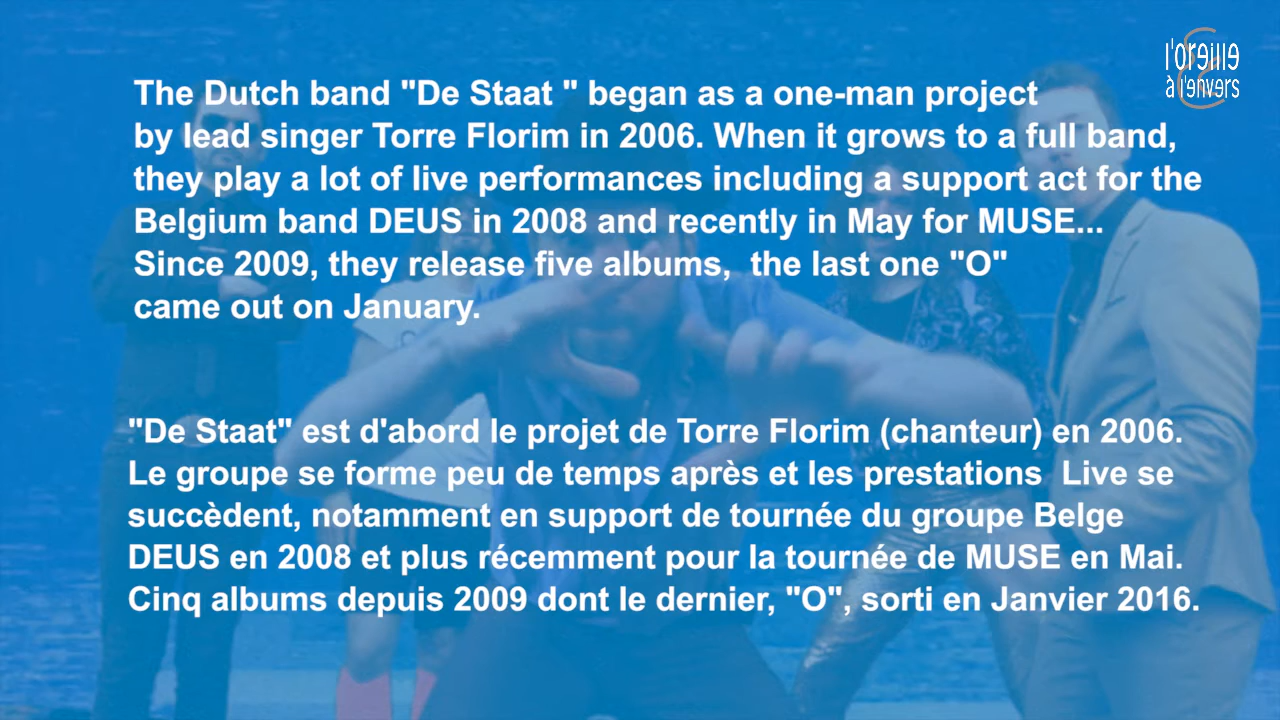 l'oreille
à l'envers
The Dutch band "De Staat " began as a one-man project
by lead singer Torre Florim in 2006. When it grows to a full band,
they play a lot of live performances including a support act for the
Belgium band DEUS in 2008 and recently in May for MUSE...
Since 2009, they release five albums,  the last one "O"
came out on January.
"De Staat" est d'abord le projet de Torre Florim (chanteur) en 2006.
Le groupe se forme peu de temps après et les prestations  Live se
succèdent, notamment en support de tournée du groupe Belge
DEUS en 2008 et plus récemment pour la tournée de MUSE en Mai.
Cinq albums depuis 2009 dont le dernier, "O", sorti en Janvier 2016.